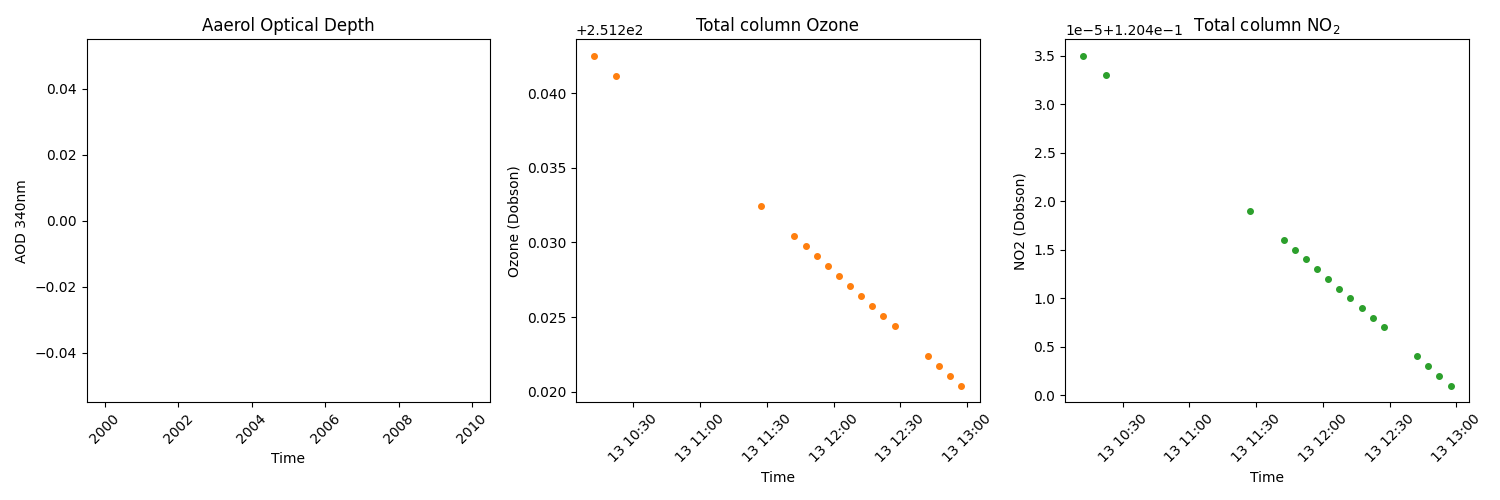 Aaerol Optical Depth
AOD 340nm
0.04
0.02
0.00
−0.02
−0.04
2000 2002 2004 2006 2008 2010
Time
Total column Ozone
+2.512e2
Ozone (Dobson)
0.040
0.035
0.030
0.025
0.020
13 10:30 13 11:00 13 11:30 13 12:00 13 12:30 13 13:00
Time
Total column NO₂
1e−5+1.204e−1
NO2 (Dobson)
3.5
3.0
2.5
2.0
1.5
1.0
0.5
0.0
13 10:30 13 11:00 13 11:30 13 12:00 13 12:30 13 13:00
Time